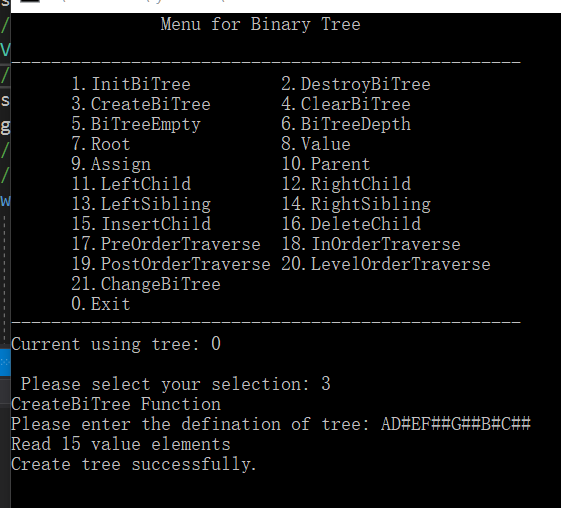 Menu for Binary Tree
---------------------------------------------------
1. InitBiTree 2. DestroyBiTree
3. CreateBiTree 4. ClearBiTree
5. BiTreeEmpty 6. BiTreeDepth
7. Root 8. Value
9. Assign 10. Parent
11. LeftChild 12. RightChild
13. LeftSibling 14. RightSibling
15. InsertChild 16. DeleteChild
17. PreOrderTraverse 18. InOrderTraverse
19. PostOrderTraverse 20. LevelOrderTraverse
21. ChangeBiTree
0. Exit
---------------------------------------------------
Current using tree: 0
Please select your selection: 3
CreateBiTree Function
Please enter the defination of tree: AD#EF##G##B#C##
Read 15 value elements
Create tree successfully.